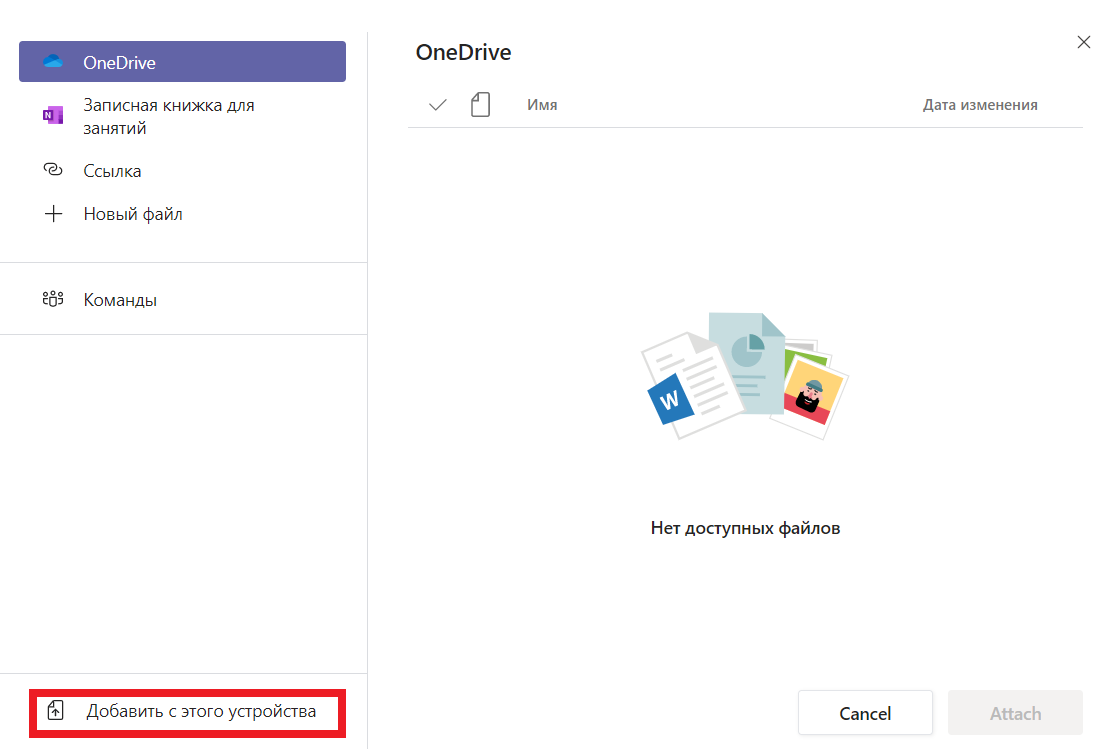 OneDrive
Записная книжка для
занятий
Ссылка
Новый файл
Команды
Добавить с этого устройства
OneDrive
Имя Дата изменения
W
Нет доступных файлов
Cancel Attach